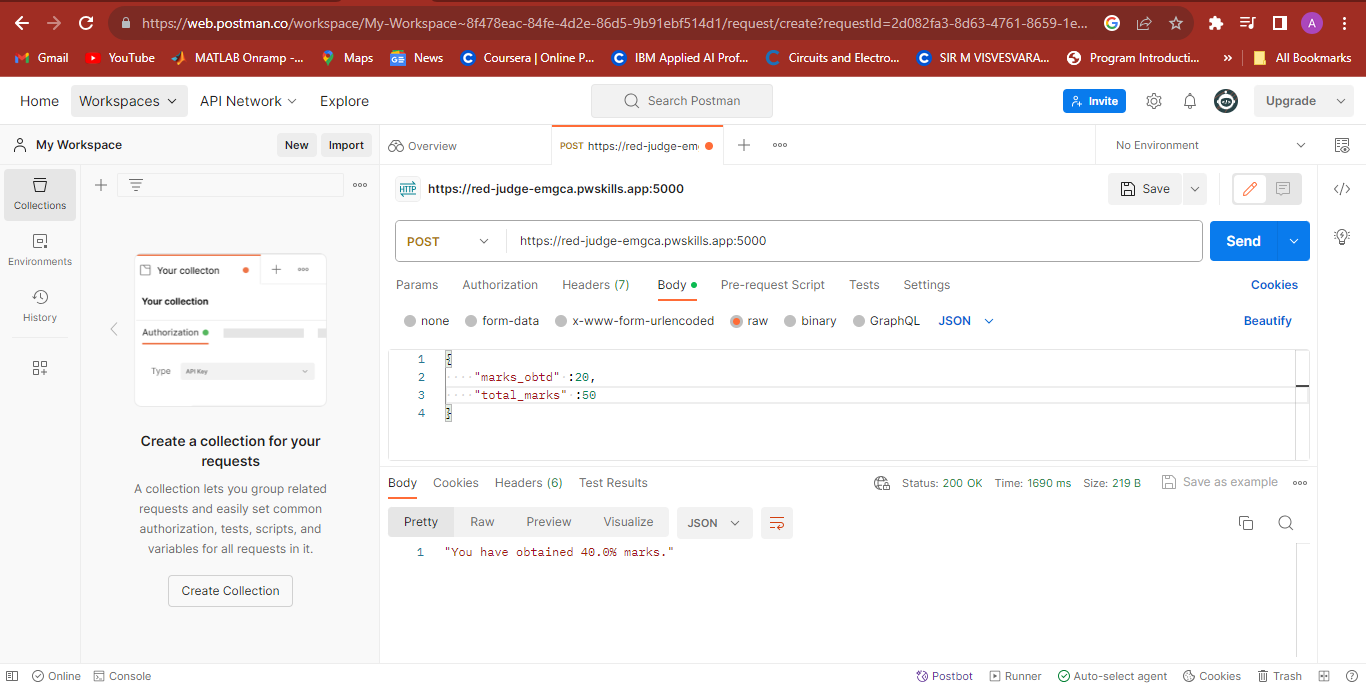 https://web.postman.co/workspace/My-Workspace~8f478eac-84fe-4d2e-86d5-9b91ebf514d1/request/create?requestId=2d082fa3-8d63-4761-8659-1e...
A
Gmail YouTube MATLAB Onramp -... Maps News Coursera | Online P... IBM Applied AI Prof... Circuits and Electro... SIR M VISVESVARA... Program Introducti... » All Bookmarks
Home Workspaces API Network Explore Search Postman Invite Upgrade
My Workspace New Import Overview POST https://red-judge-em No Environment
Collections
Environments
History
Your collecton
Your collection
Authorization
Type API Key
Create a collection for your
requests
A collection lets you group related
requests and easily set common
authorization, tests, scripts, and
variables for all requests in it.
Create Collection
HTTP https://red-judge-emgca.pwskills.app:5000 Save </>
POST https://red-judge-emgca.pwskills.app:5000 Send
Params Authorization Headers (7) Body Pre-request Script Tests Settings Cookies
none form-data x-www-form-urlencoded raw binary GraphQL JSON Beautify
1 {
2 "marks_obtd" :20,
3 "total_marks" :50
4 }
Body Cookies Headers (6) Test Results Status: 200 OK Time: 1690 ms Size: 219 B Save as example
Pretty Raw Preview Visualize JSON
1 "You have obtained 40.0% marks."
Online Console Postbot Runner Auto-select agent Cookies Trash